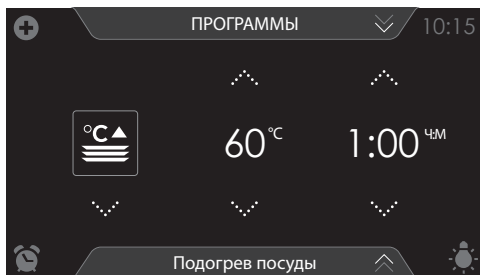 ПРОГРАММЫ
10:15
°C
60 °C
1:00 Ч:М
Подогрев посуды